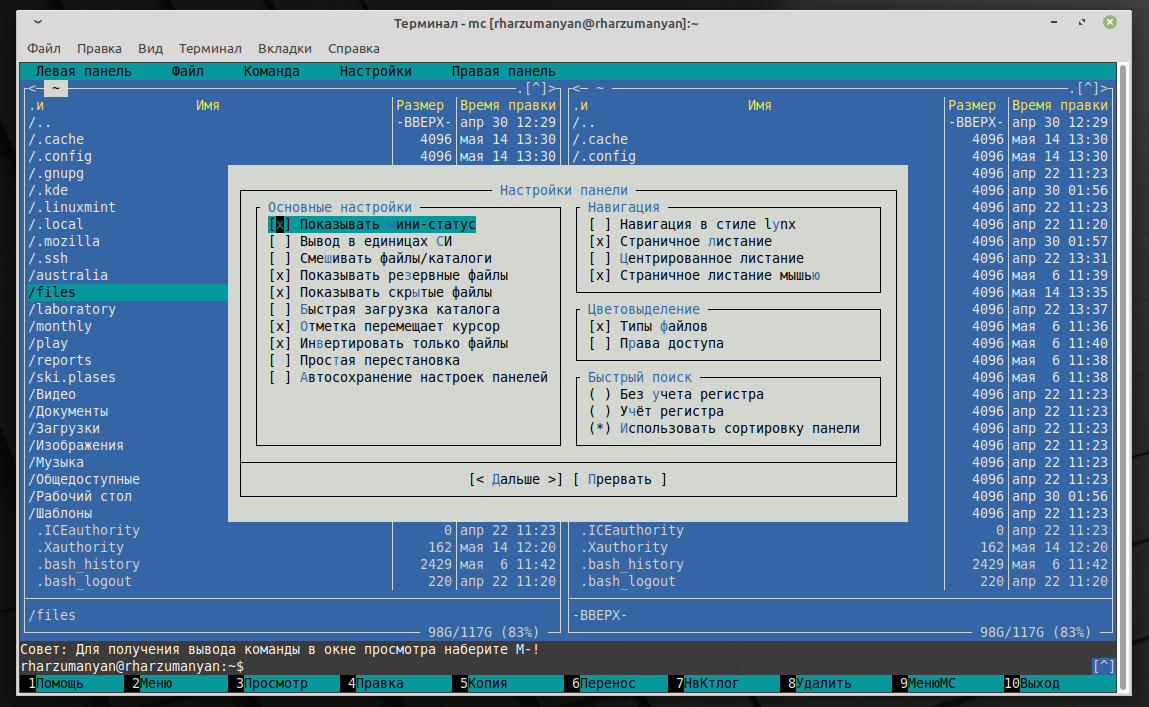 Терминал - mc [rharzumanyan@rharzumanyan]:~
Файл Правка Вид Терминал Вкладки Справка
Левая панель Файл Команда Настройки Правая панель
<─ ~ .[^]> <─ ~ .[^]>
.и Имя Размер Время правки .и Имя Размер Время правки
/.. -ВВЕРХ- апр 30 12:29 /.. -ВВЕРХ- апр 30 12:29
/.cache 4096 мая 14 13:30 /.cache 4096 мая 14 13:30
/.config 4096 мая 14 13:30 /.config 4096 мая 14 13:30
/.gnupg 4096 апр 22 11:23
/.kde Настройки панели 4096 апр 30 01:56
/.linuxmint Основные настройки Навигация 4096 апр 22 11:23
/.local [x] Показывать мини-статус [ ] Навигация в стиле lynx 4096 апр 22 11:20
/.mozilla [ ] Вывод в единицах СИ [x] Страничное листание 4096 апр 30 01:57
/.ssh [ ] Смешивать файлы/каталоги [ ] Центрированное листание 4096 апр 22 13:31
/australia [x] Показывать резервные файлы [x] Страничное листание мышью 4096 мая 6 11:39
/files [x] Показывать скрытые файлы 4096 мая 14 13:35
/laboratory [ ] Быстрая загрузка каталога Цветовыделение 4096 апр 22 13:37
/monthly [x] Отметка перемещает курсор [x] Типы файлов 4096 мая 6 11:36
/play [x] Инвертировать только файлы [ ] Права доступа 4096 мая 6 11:40
/reports [ ] Простая перестановка 4096 мая 6 11:38
/ski.plases [ ] Автосохранение настроек панелей Быстрый поиск 4096 мая 6 11:38
/Видео ( ) Без учета регистра 4096 апр 22 11:23
/Документы ( ) Учёт регистра 4096 апр 22 11:23
/Загрузки (*) Использовать сортировку панели 4096 апр 22 11:23
/Изображения 4096 апр 22 11:23
/Музыка 4096 апр 22 11:23
/Общедоступные [< Дальше >] [ Прервать ] 4096 апр 22 11:23
/Рабочий стол 4096 апр 30 01:56
/Шаблоны 4096 апр 22 11:23
.ICEauthority 0 апр 22 11:23 .ICEauthority 0 апр 22 11:23
.Xauthority 162 мая 14 12:20 .Xauthority 162 мая 14 12:20
.bash_history 2429 мая 6 11:42 .bash_history 2429 мая 6 11:42
.bash_logout 220 апр 22 11:20 .bash_logout 220 апр 22 11:20
/files -ВВЕРХ-
98G/117G (83%) 98G/117G (83%)
Совет: Для получения вывода команды в окне просмотра наберите M-!
rharzumanyan@rharzumanyan:~$ [^]
1Помощь 2Меню 3Просмотр 4Правка 5Копия 6Перенос 7НвКтлог 8Удалить 9МенюMC 10Выход